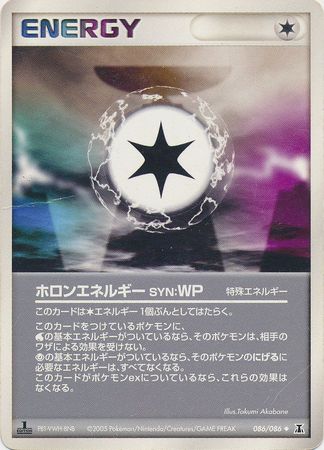 ENERGY
ホロンエネルギー SYN:WP 特殊エネルギー
このカードは エネルギー1個ぶんとしてはたらく。
このカードをつけているポケモンに、
の基本エネルギーがついているなら、そのポケモンは、相手の
ワザによる効果を受けない。
の基本エネルギーがついているなら、そのポケモンのにげるに
必要なエネルギーは、すべてなくなる。
このカードがポケモンexについているなら、これらの効果は
なくなる。
Illus.Tokumi Akabane
1 EDITION PB1-VWH-8NB ©2005 Pokémon/Nintendo/Creatures/GAME FREAK 086/086